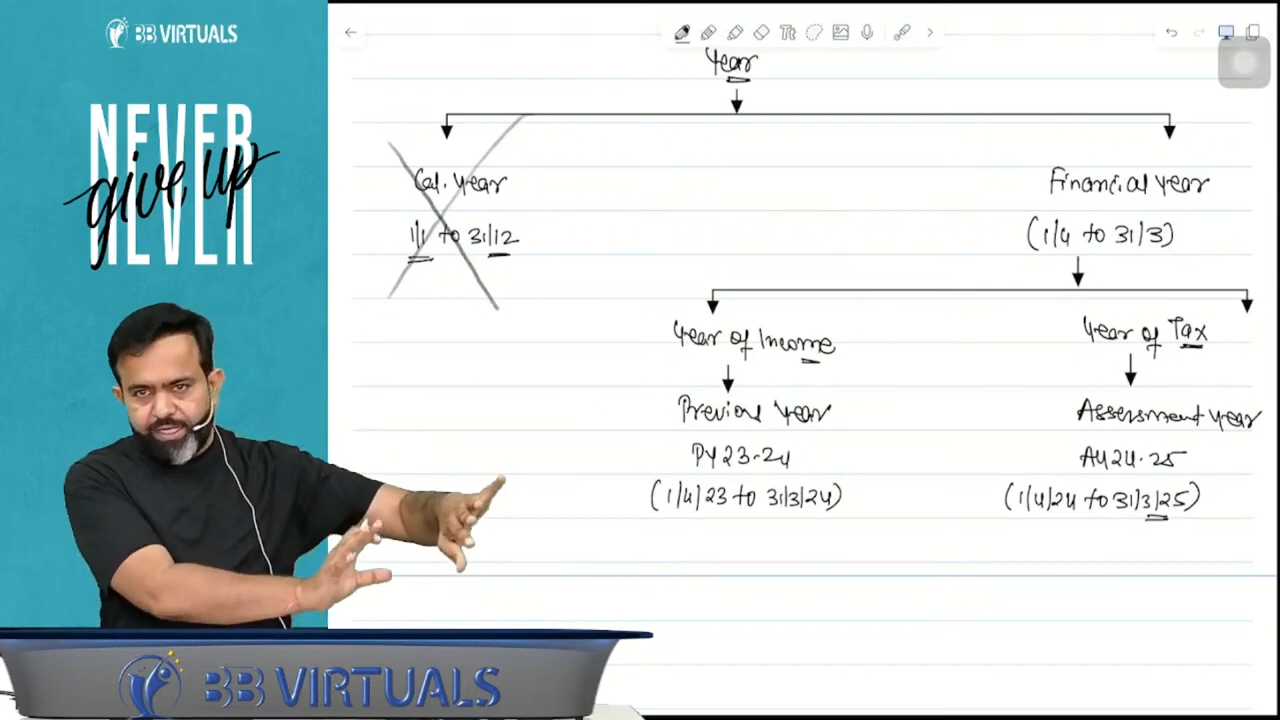 BB VIRTUALS
NEVER
give up
NEVER
Year
Cal. Year
1/1 to 31/12
Financial Year
(1/4 to 31/3)
Year of Income
Year of Tax
Previous Year
Assessment Year
PY 23-24
AY 24-25
(1/4/23 to 31/3/24)
(1/4/24 to 31/3/25)
BB VIRTUALS